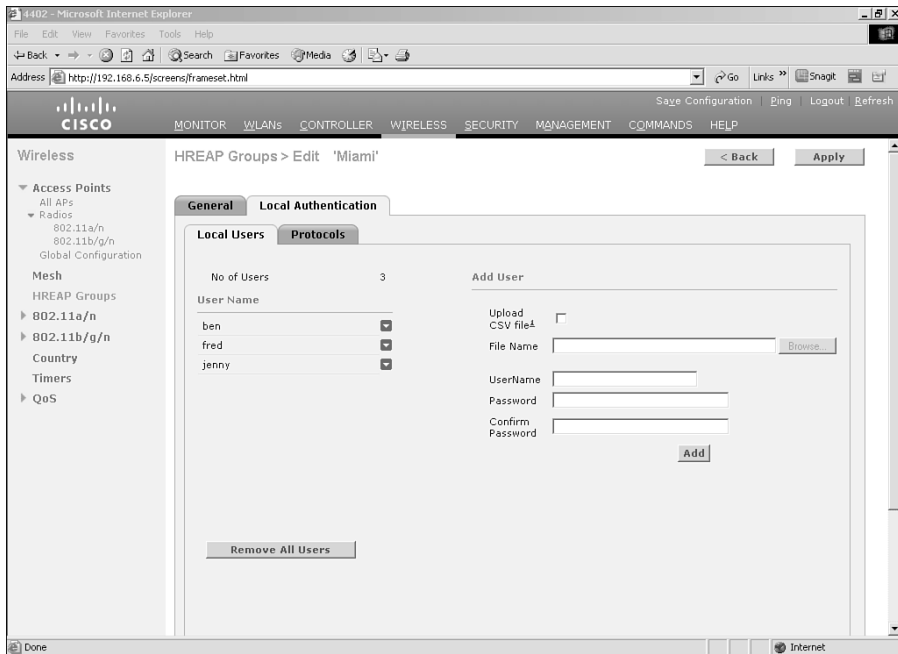 4402 - Microsoft Internet Explorer
File Edit View Favorites Tools Help
Back Search Favorites Media
Address http://192.168.6.5/screens/frameset.html Go Links » Snagit
Save Configuration | Ping | Logout | Refresh
CISCO
MONITOR WLANs CONTROLLER WIRELESS SECURITY MANAGEMENT COMMANDS HELP
Wireless
Access Points
All APs
Radios
802.11a/n
802.11b/g/n
Global Configuration
Mesh
HREAP Groups
802.11a/n
802.11b/g/n
Country
Timers
QoS
HREAP Groups > Edit 'Miami'
< Back Apply
General Local Authentication
Local Users Protocols
No of Users 3
User Name
ben
fred
jenny
Remove All Users
Add User
Upload
CSV file1
File Name Browse...
UserName
Password
Confirm
Password
Add
Done Internet